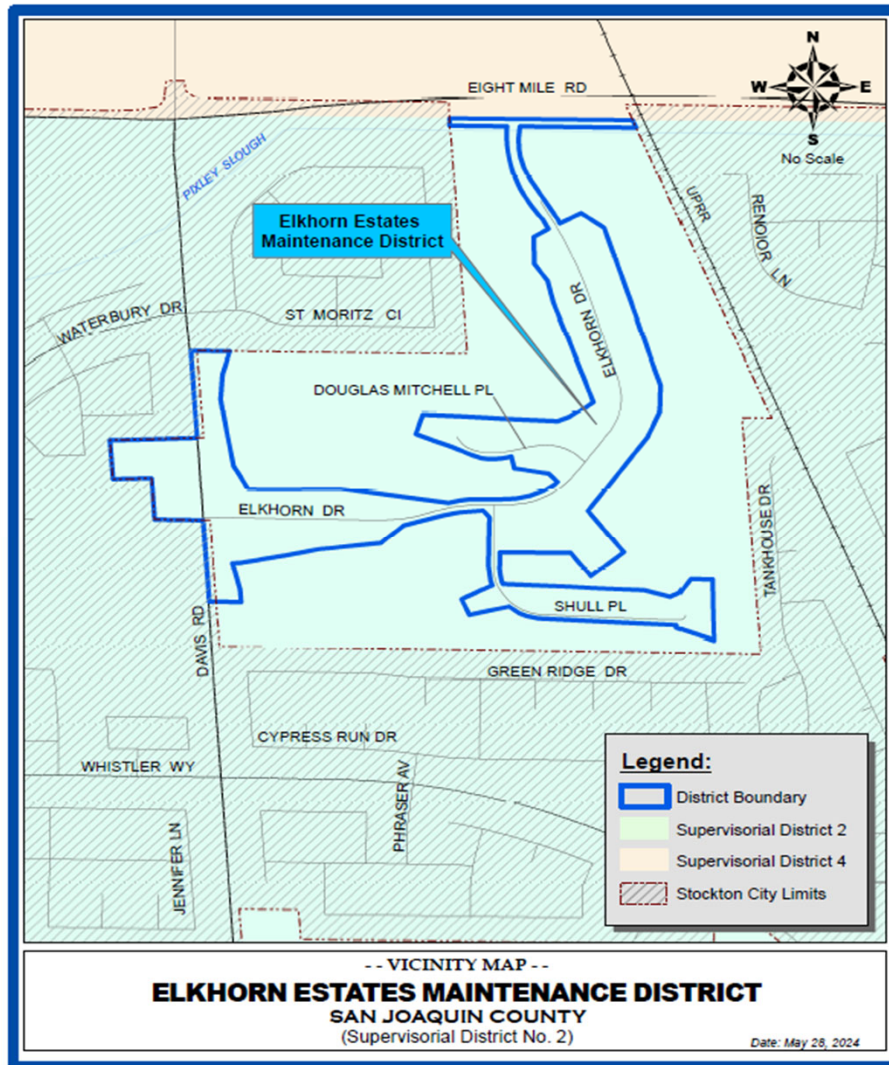 N
EIGHT MILE RD
W
E
S
No Scale
PIXLEY SLOUGH
UPRR
RENOIOR LN
Elkhorn Estates
Maintenance District
ELKHORN DR
WATERBURY DR
ST MORITZ CI
DOUGLAS MITCHELL PL
ELKHORN DR
TANKHOUSE DR
SHULL PL
DAVIS RD
GREEN RIDGE DR
CYPRESS RUN DR
WHISTLER WY
PHRASER AV
JENNIFER LN
Legend:
District Boundary
Supervisorial District 2
Supervisorial District 4
Stockton City Limits
- - VICINITY MAP - -
ELKHORN ESTATES MAINTENANCE DISTRICT
SAN JOAQUIN COUNTY
(Supervisorial District No. 2)
Date: May 28, 2024